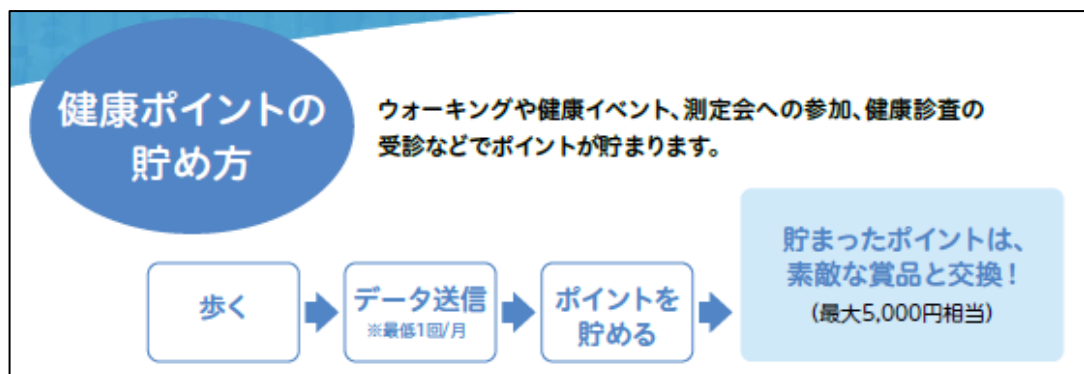 健康ポイントの
貯め方
ウォーキングや健康イベント、測定会への参加、健康診査の
受診などでポイントが貯まります。
歩く
データ送信
※最低1回/月
ポイントを
貯める
貯まったポイントは、
素敵な賞品と交換！
(最大5,000円相当)